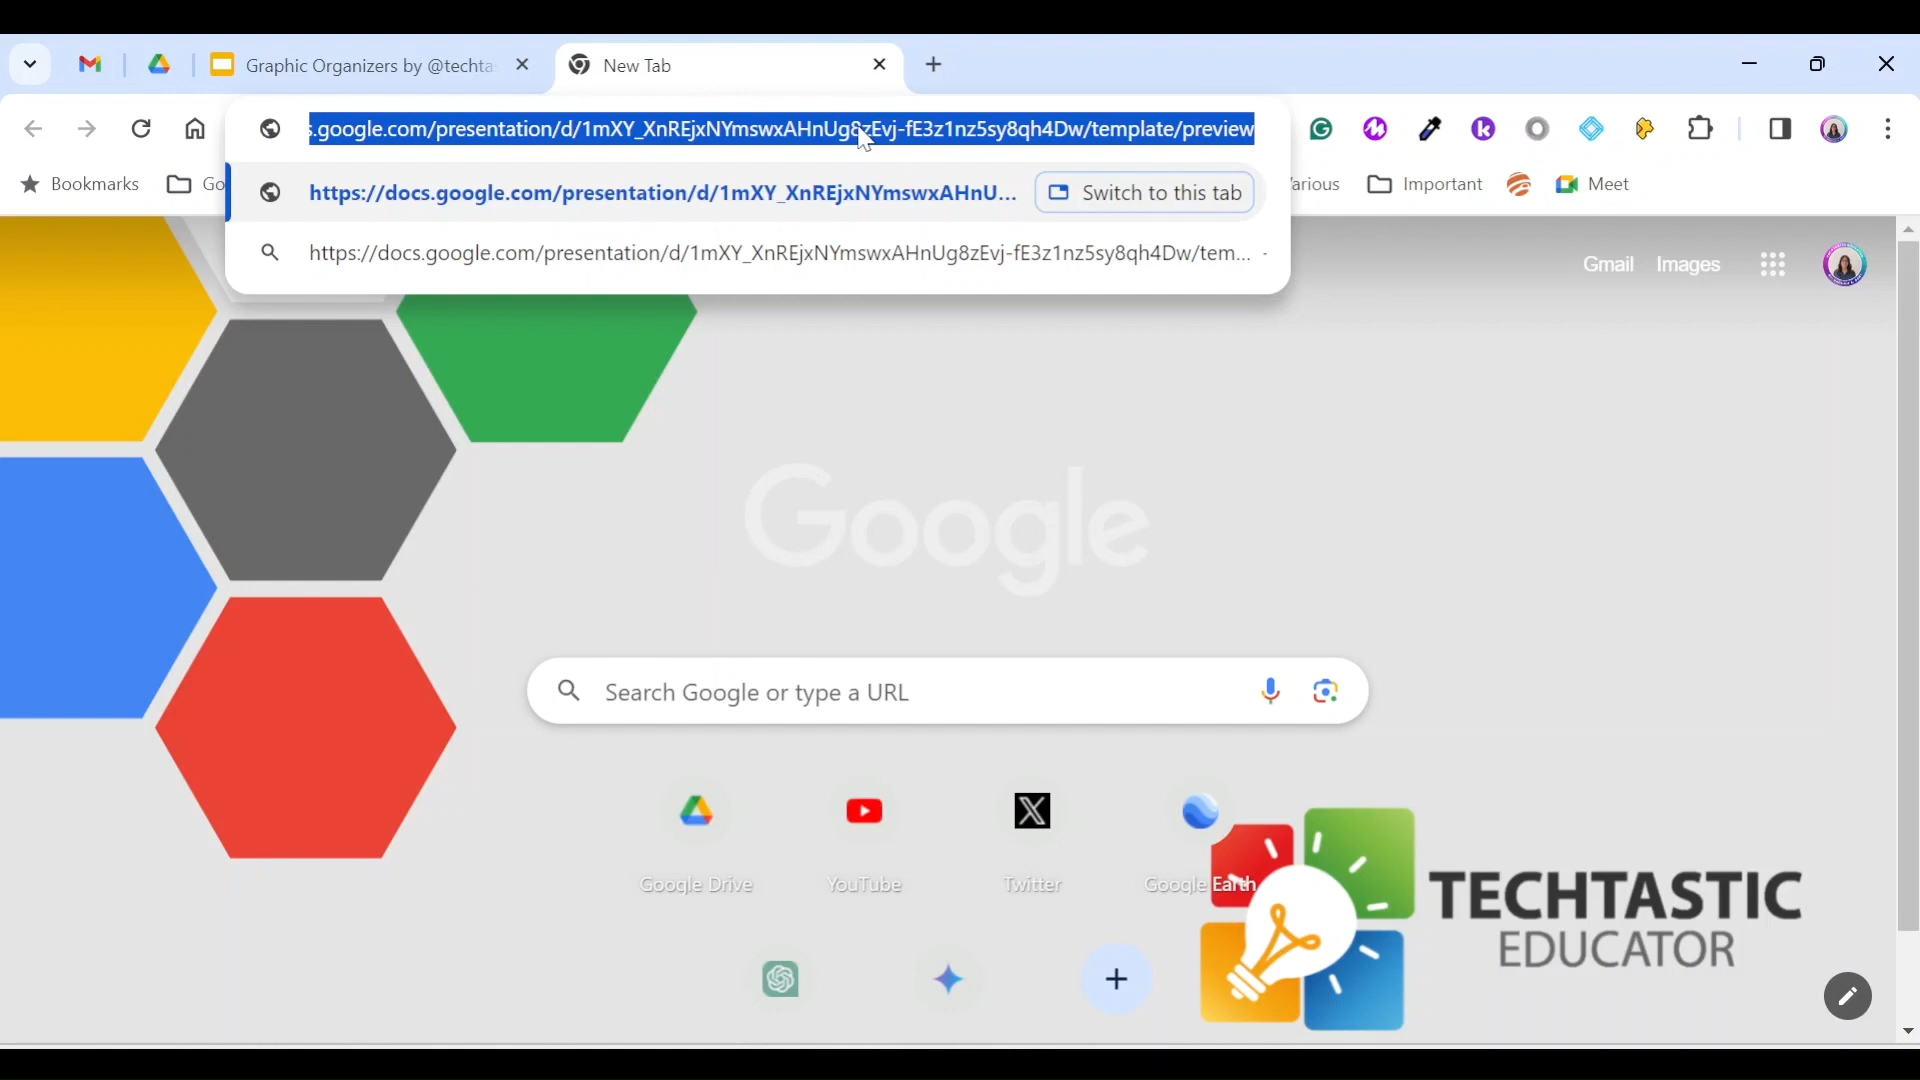 Graphic Organizers by @techta
New Tab
s.google.com/presentation/d/1mXY_XnREjxNYmswxAHnUg8zEvj-fE3z1nz5sy8qh4Dw/template/preview
Bookmarks
Go
https://docs.google.com/presentation/d/1mXY_XnREjxNYmswxAHnU...
Switch to this tab
arious
Important
Meet
https://docs.google.com/presentation/d/1mXY_XnREjxNYmswxAHnUg8zEvj-fE3z1nz5sy8qh4Dw/tem... -
Gmail
Images
Google
Search Google or type a URL
Google Drive
YouTube
Twitter
Google Earth
TECHTASTIC
EDUCATOR